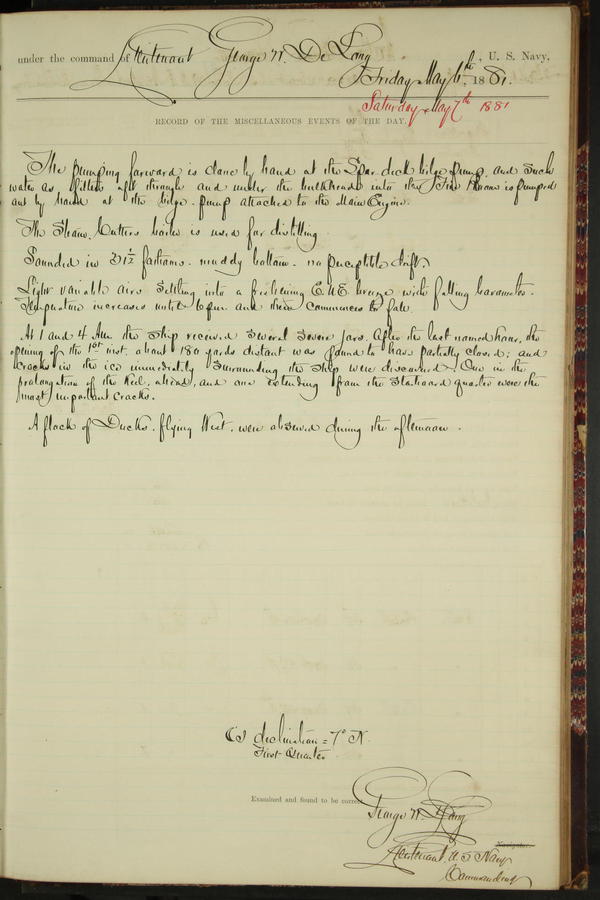 under the command of Lieutenant George W. De Long, U. S. Navy,
Friday May 6th, 1881.
Saturday May 7th 1881
RECORD OF THE MISCELLANEOUS EVENTS OF THE DAY.
The pumping forward is done by hand at the Spar deck bilge pump, and such
water as filters aft through and under the bulkheads into the Fire Room is pumped
out by hand at the bilge-pump attached to the Main Engine.
The Steam Cutters boiler is used for distilling.
Sounded in 31½ fathoms. muddy bottom. no perceptible drift.
Light variable airs settling into a freshening E.N.E. breeze with falling barometer.
Temperature increases until 6 p.m. and then commences to fall.
At 1 and 4 A.m. the Ship received several severe jars. After the last named hour, the
opening of the 1st inst. about 180 yards distant was found to have partially closed; and
cracks in the ice immediately surrounding the ship were discovered. One in the
prolongation of the Keel, ahead, and one extending from the Starboard quarter were the
most important cracks.
A flock of Ducks, flying West, were observed during the afternoon.
declination = 7° N.
First Quarter
Examined and found to be correct.
George W. De Long
Lieutenant, U S Navy
Navigator.
Commanding